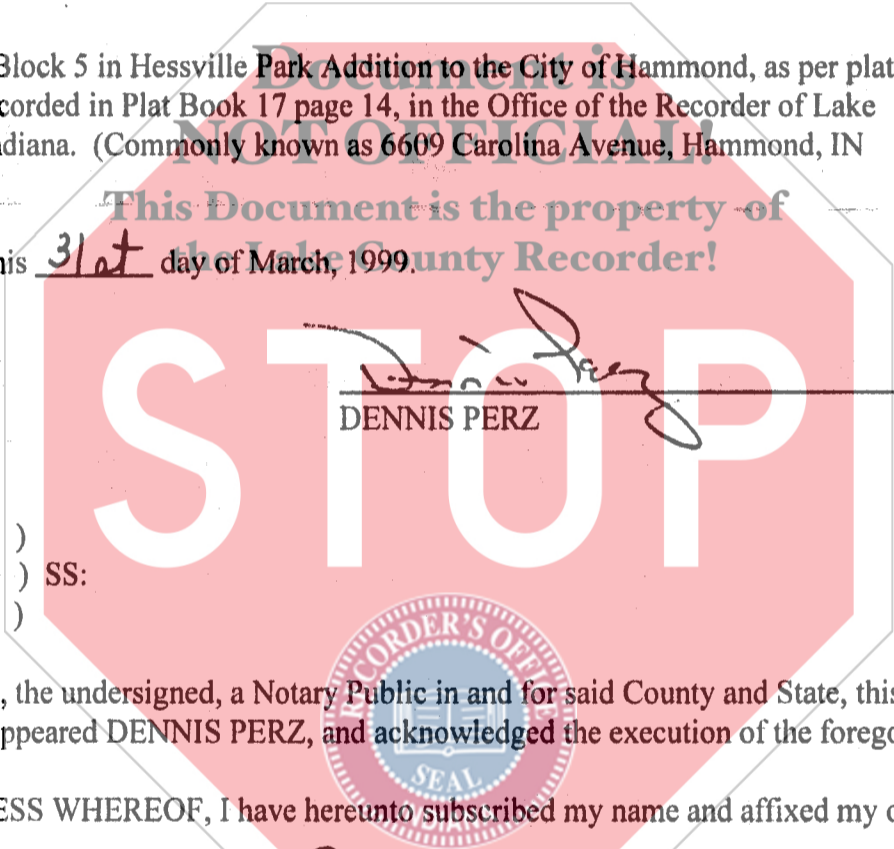 Block 5 in Hessville Park Addition to the City of Hammond, as per plat
corded in Plat Book 17 page 14, in the Office of the Recorder of Lake
diana. (Commonly known as 6609 Carolina Avenue, Hammond, IN
Document is
NOT OFFICIAL!
This Document is the property of
the Lake County Recorder!
is 31st day of March, 1999.
STOP
Dennis Perz
DENNIS PERZ
)
) SS:
)
RECORDER'S OFFICE
SEAL
INDIANA
, the undersigned, a Notary Public in and for said County and State, this
ppeared DENNIS PERZ, and acknowledged the execution of the forego
ESS WHEREOF, I have hereunto subscribed my name and affixed my o